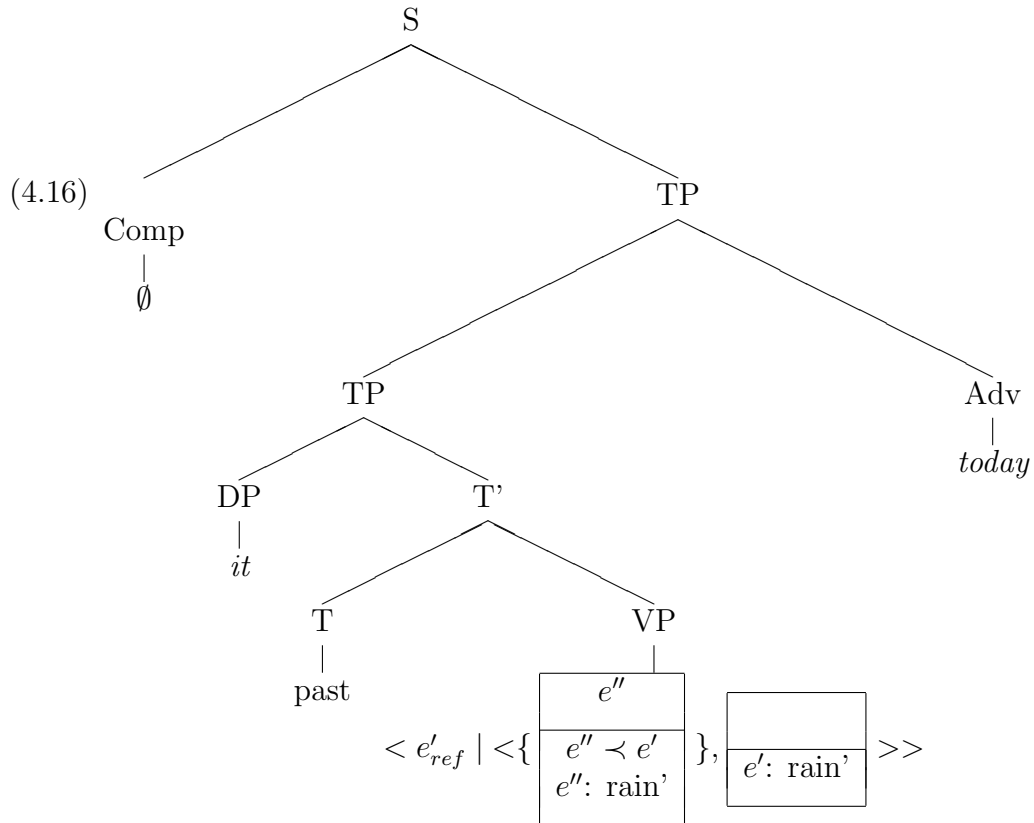 S
(4.16)
Comp
TP
∅
TP
Adv
today
DP
T'
it
T
VP
past
e''
< e'ref | <{ e'' ≺ e' }, e': rain' >>
e'': rain'